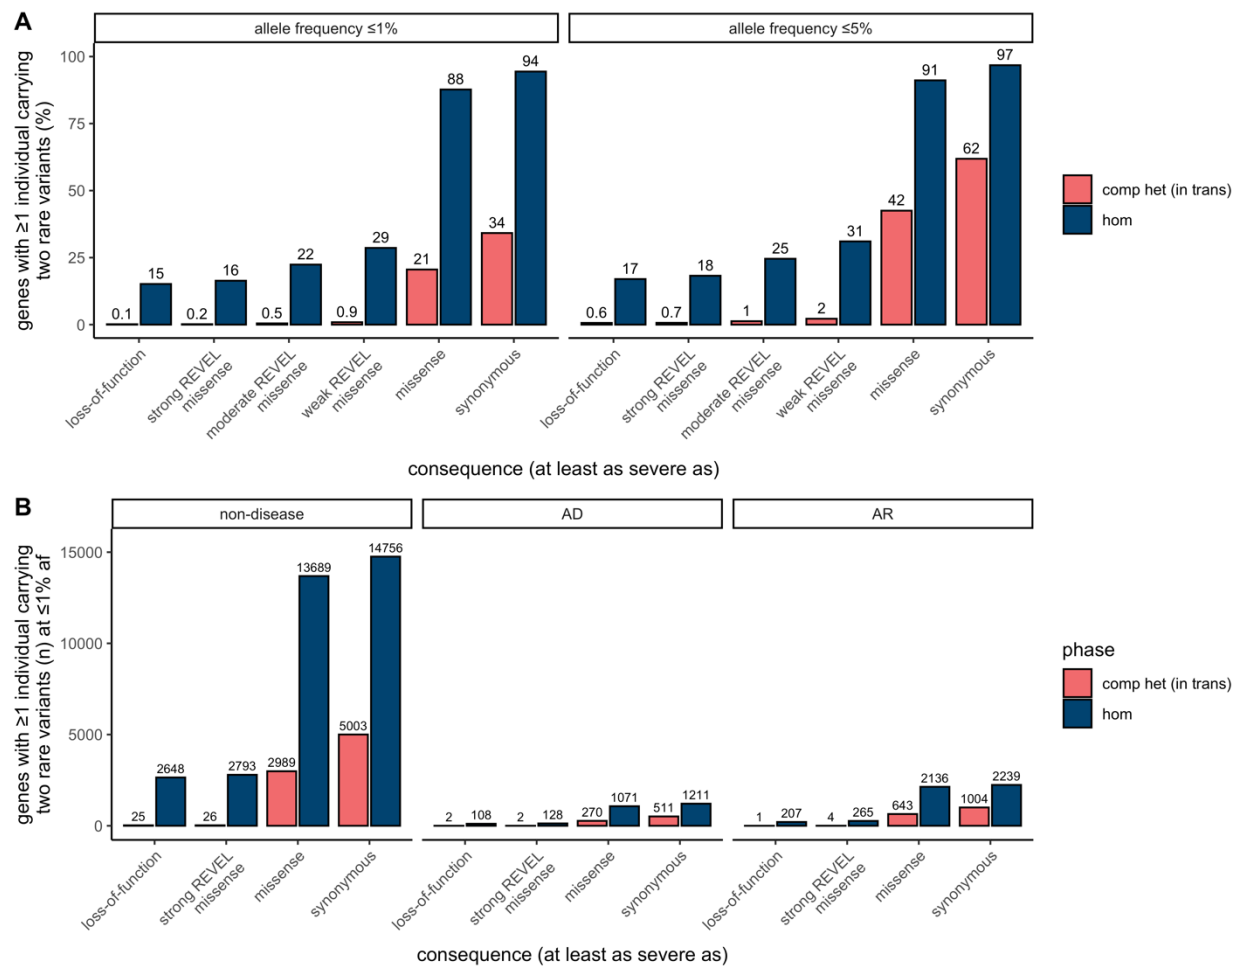 A
allele frequency ≤1%
allele frequency ≤5%
genes with ≥1 individual carrying
two rare variants (%)
100
75
50
25
0
0.1
15
0.2
16
0.5
22
0.9
29
21
88
34
94
0.6
17
0.7
18
1
25
2
31
42
91
62
97
loss-of-function
strong REVEL
missense
moderate REVEL
missense
weak REVEL
missense
missense
synonymous
loss-of-function
strong REVEL
missense
moderate REVEL
missense
weak REVEL
missense
missense
synonymous
consequence (at least as severe as)
comp het (in trans)
hom
B
non-disease
AD
AR
genes with ≥1 individual carrying
two rare variants (n) at ≤1% af
15000
10000
5000
0
25
2648
26
2793
2989
13689
5003
14756
2
108
2
128
270
1071
511
1211
1
207
4
265
643
2136
1004
2239
loss-of-function
strong REVEL
missense
missense
synonymous
loss-of-function
strong REVEL
missense
missense
synonymous
loss-of-function
strong REVEL
missense
missense
synonymous
consequence (at least as severe as)
phase
comp het (in trans)
hom